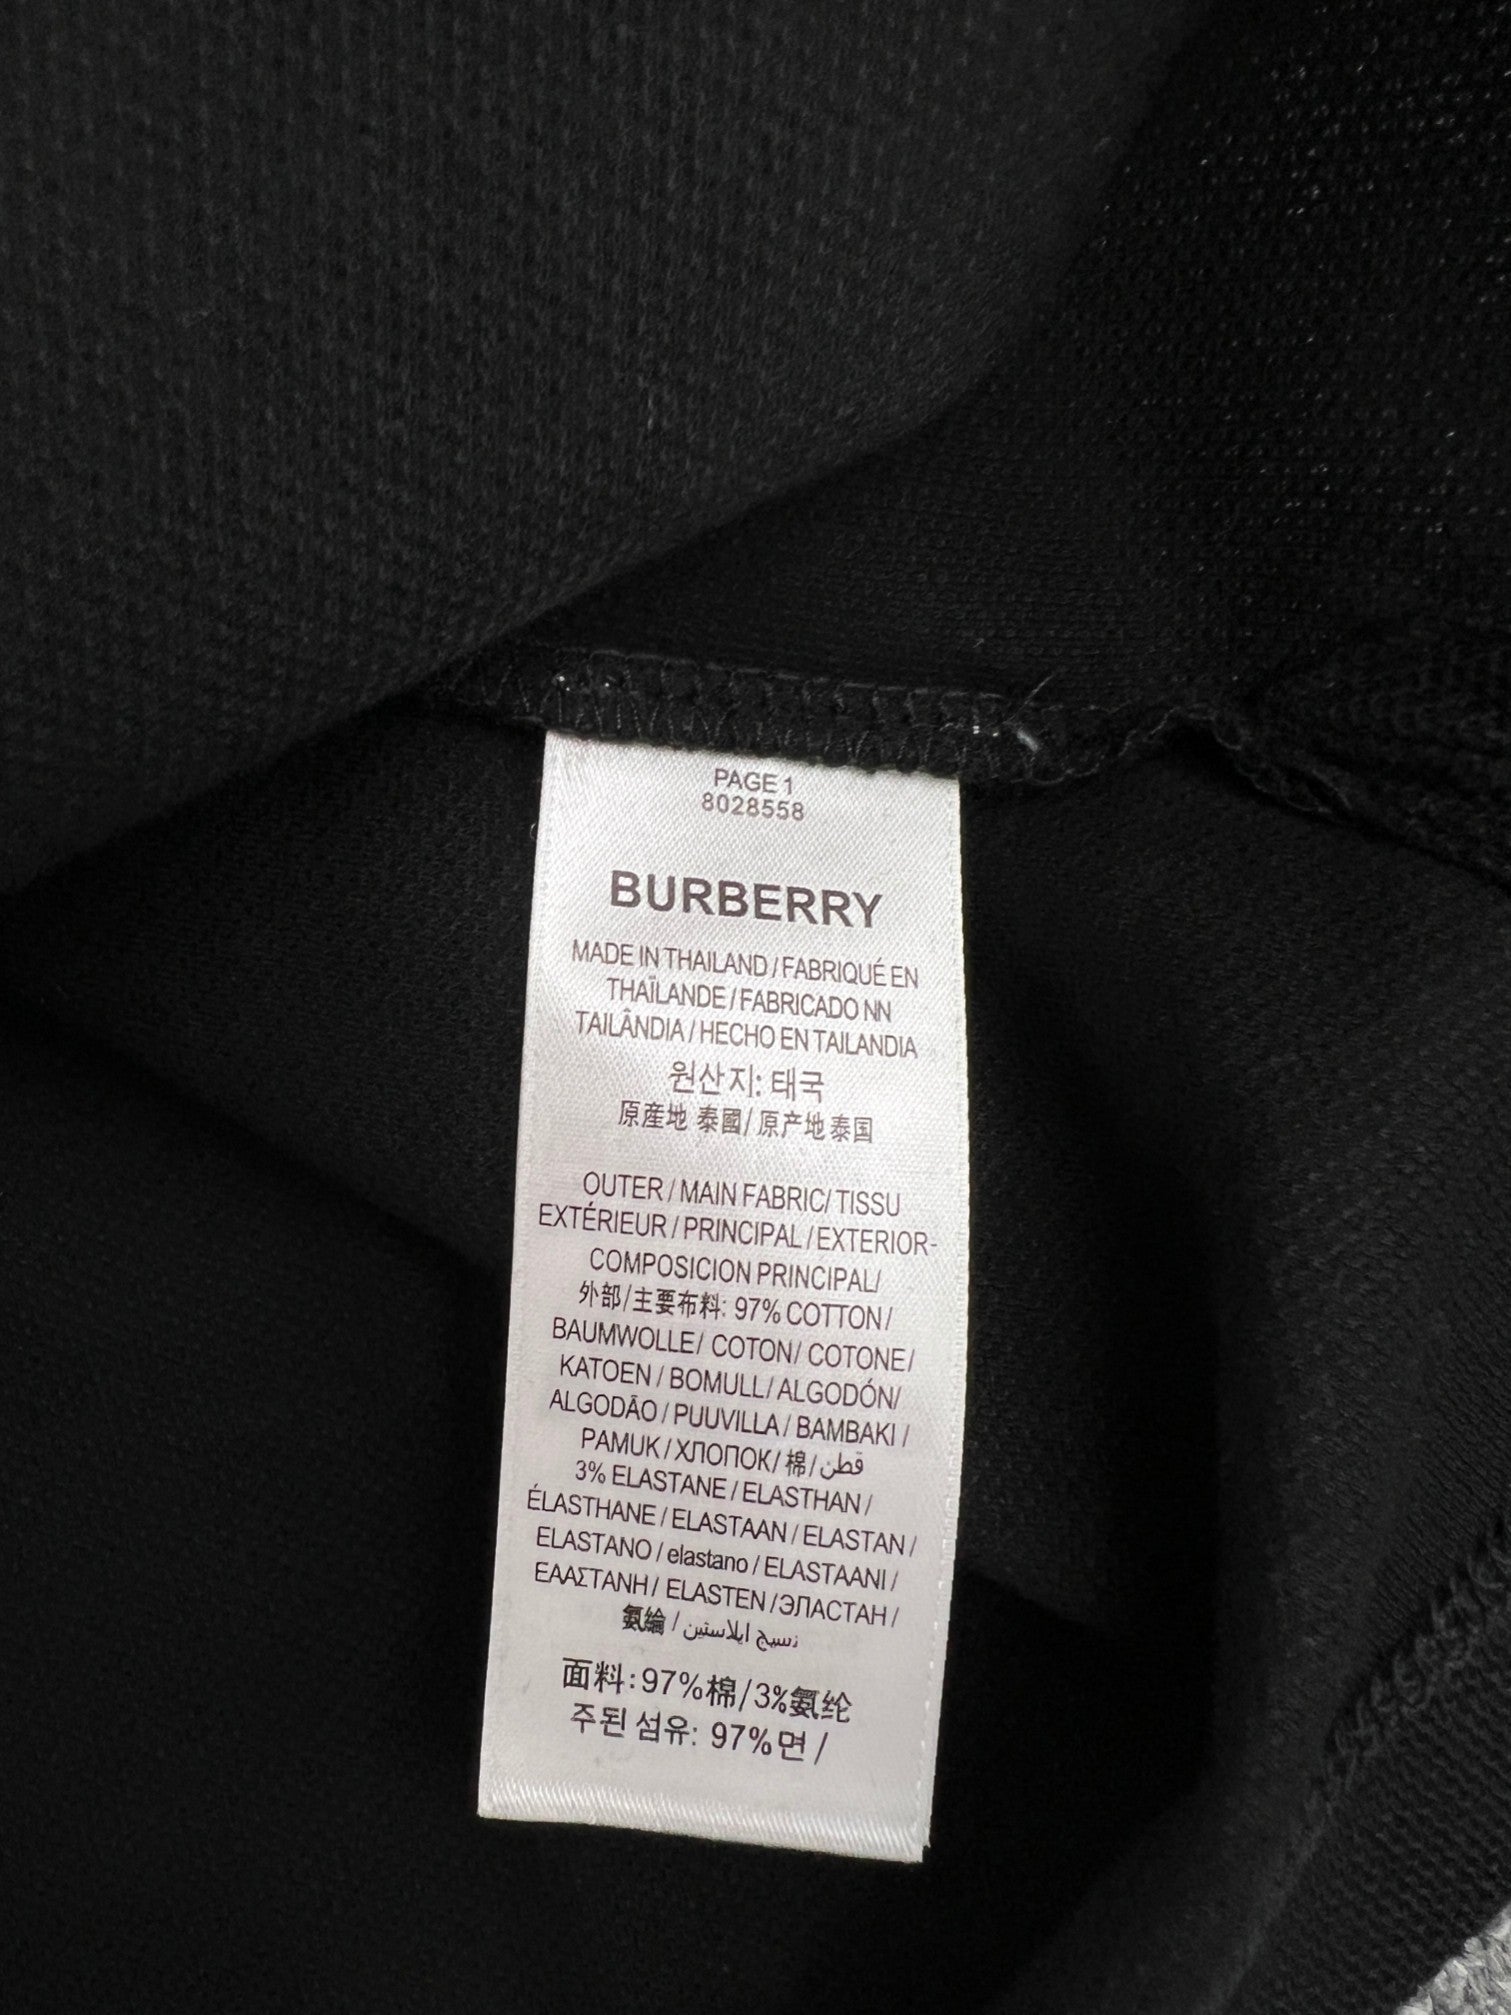 PAGE 1
8028558
BURBERRY
MADE IN THAILAND / FABRIQUÉ EN
THAÏLANDE / FABRICADO NN
TAILÂNDIA / HECHO EN TAILANDIA
원산지: 태국
原産地 泰國/ 原产地 泰国
OUTER / MAIN FABRIC/ TISSU
EXTÉRIEUR / PRINCIPAL / EXTERIOR-
COMPOSICION PRINCIPAL/
外部/主要布料: 97% COTTON /
BAUMWOLLE/ COTON/ COTONE/
KATOEN / BOMULL/ ALGODÓN/
ALGODÃO / PUUVILLA / BAMBAKI /
PAMUK / ХЛОПОК/ 棉/ قطن
3% ELASTANE / ELASTHAN /
ÉLASTHANE / ELASTAAN / ELASTAN /
ELASTANO / elastano / ELASTAANI /
ΕΑΑΣΤΑΝΗ / ELASTEN / ЭЛАСТАН /
氨綸 / نسيج ايلاستين
面料: 97%棉/3%氨纶
주된 섬유: 97%면 /